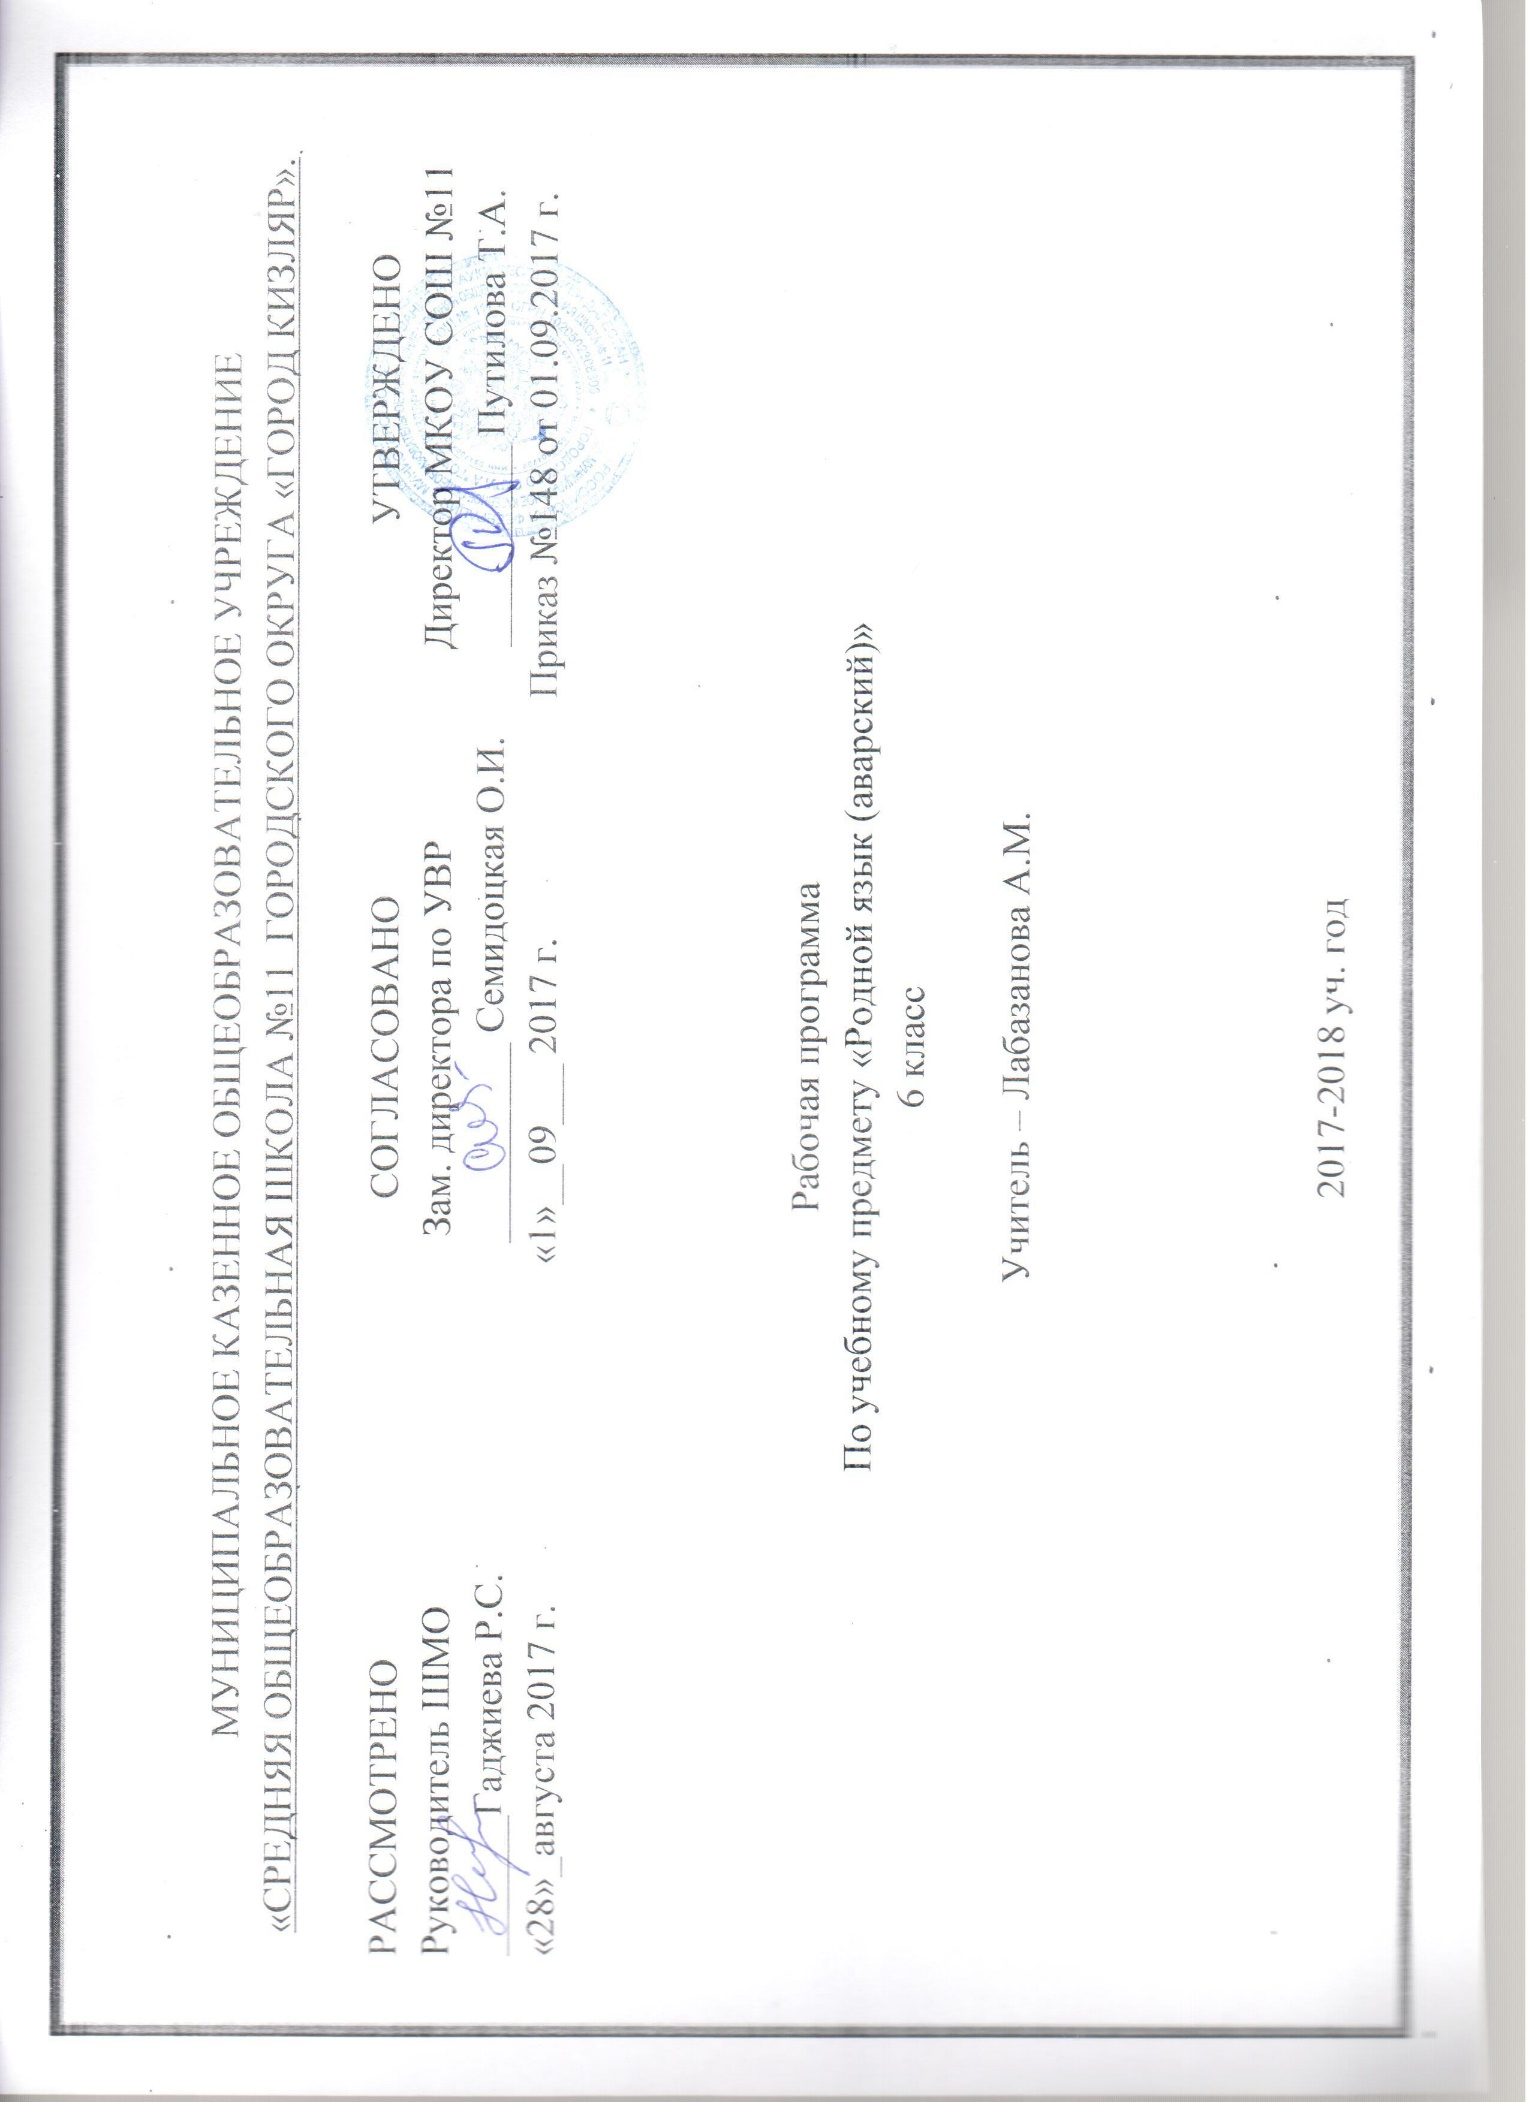 МУНИЦИПАЛЬНОЕ КАЗЕННОЕ ОБЩЕОБРАЗОВАТЕЛЬНОЕ УЧРЕЖДЕНИЕ
«СРЕДНЯЯ ОБЩЕОБРАЗОВАТЕЛЬНАЯ ШКОЛА №11 ГОРОДСКОГО ОКРУГА «ГОРОД КИЗЛЯР».
РАССМОТРЕНО
Руководитель ШМО
Гаджиева Р.С.
«28»_августа 2017 г.
СОГЛАСОВАНО
Зам. директора по УВР
Семидоцкая О.И.
«1»__09___2017 г.
УТВЕРЖДЕНО
Директор МКОУ СОШ №11
Путилова Т.А.
Приказ №148 от 01.09.2017 г.
Рабочая программа
По учебному предмету «Родной язык (аварский)»
6 класс
Учитель – Лабазанова А.М.
2017-2018 уч. год